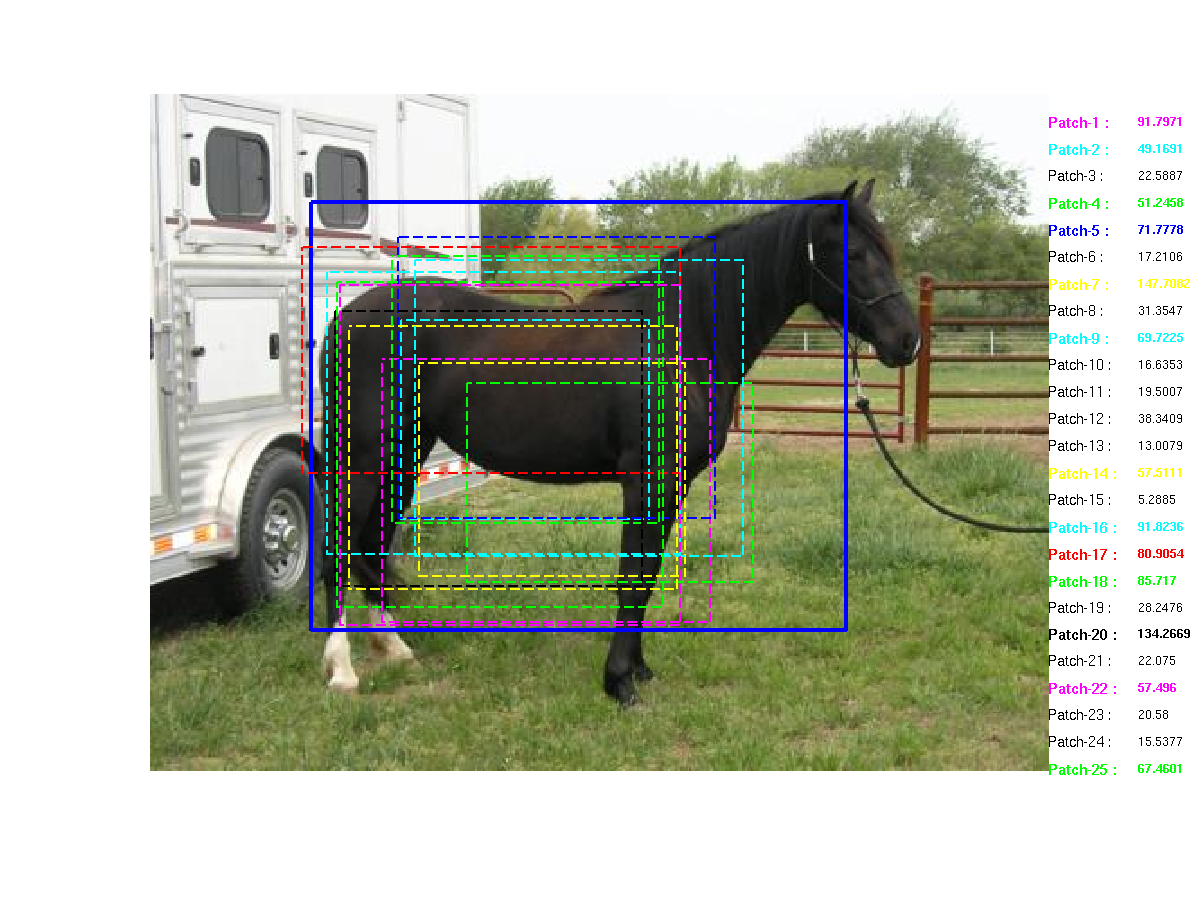 Patch-1 : 91.7971
Patch-2 : 49.1691
Patch-3 : 22.5887
Patch-4 : 51.2458
Patch-5 : 71.7778
Patch-6 : 17.2106
Patch-7 : 147.7082
Patch-8 : 31.3547
Patch-9 : 69.7225
Patch-10 : 16.6353
Patch-11 : 19.5007
Patch-12 : 38.3409
Patch-13 : 13.0079
Patch-14 : 57.5111
Patch-15 : 5.2885
Patch-16 : 91.8236
Patch-17 : 80.9054
Patch-18 : 85.717
Patch-19 : 28.2476
Patch-20 : 134.2669
Patch-21 : 22.075
Patch-22 : 57.496
Patch-23 : 20.58
Patch-24 : 15.5377
Patch-25 : 67.4601